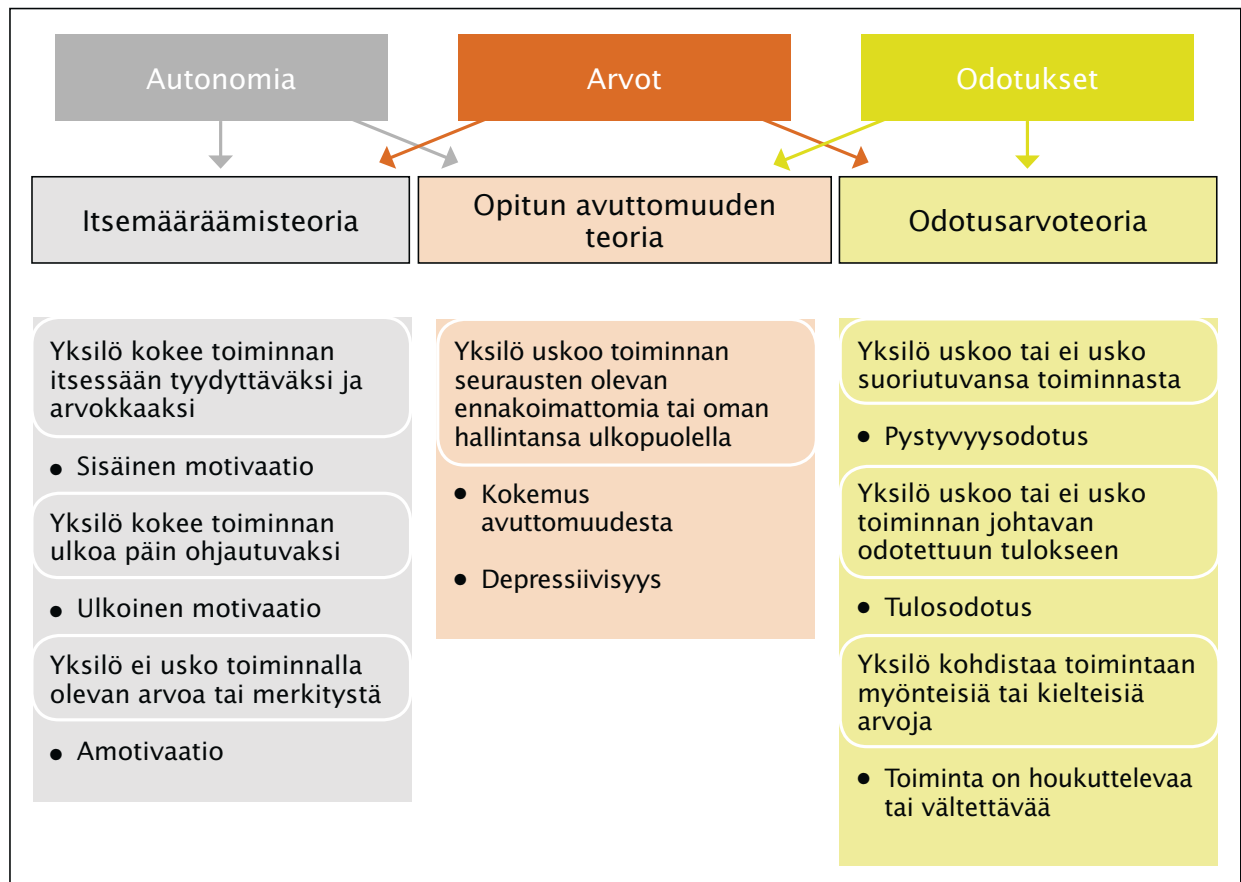 Autonomia
Arvot
Odotukset
Itsemääräämisteoria
Opitun avuttomuuden
teoria
Odotusarvoteoria
Yksilö kokee toiminnan
itsessään tyydyttäväksi ja
arvokkaaksi
• Sisäinen motivaatio
Yksilö kokee toiminnan
ulkoa päin ohjautuvaksi
• Ulkoinen motivaatio
Yksilö ei usko toiminnalla
olevan arvoa tai merkitystä
• Amotivaatio
Yksilö uskoo toiminnan
seurausten olevan
ennakoimattomia tai oman
hallintansa ulkopuolella
• Kokemus
avuttomuudesta
• Depressiivisyys
Yksilö uskoo tai ei usko
suoriutuvansa toiminnasta
• Pystyvyysodotus
Yksilö uskoo tai ei usko
toiminnan johtavan
odotettuun tulokseen
• Tulosodotus
Yksilö kohdistaa toimintaan
myönteisiä tai kielteisiä
arvoja
• Toiminta on houkuttelevaa
tai vältettävää